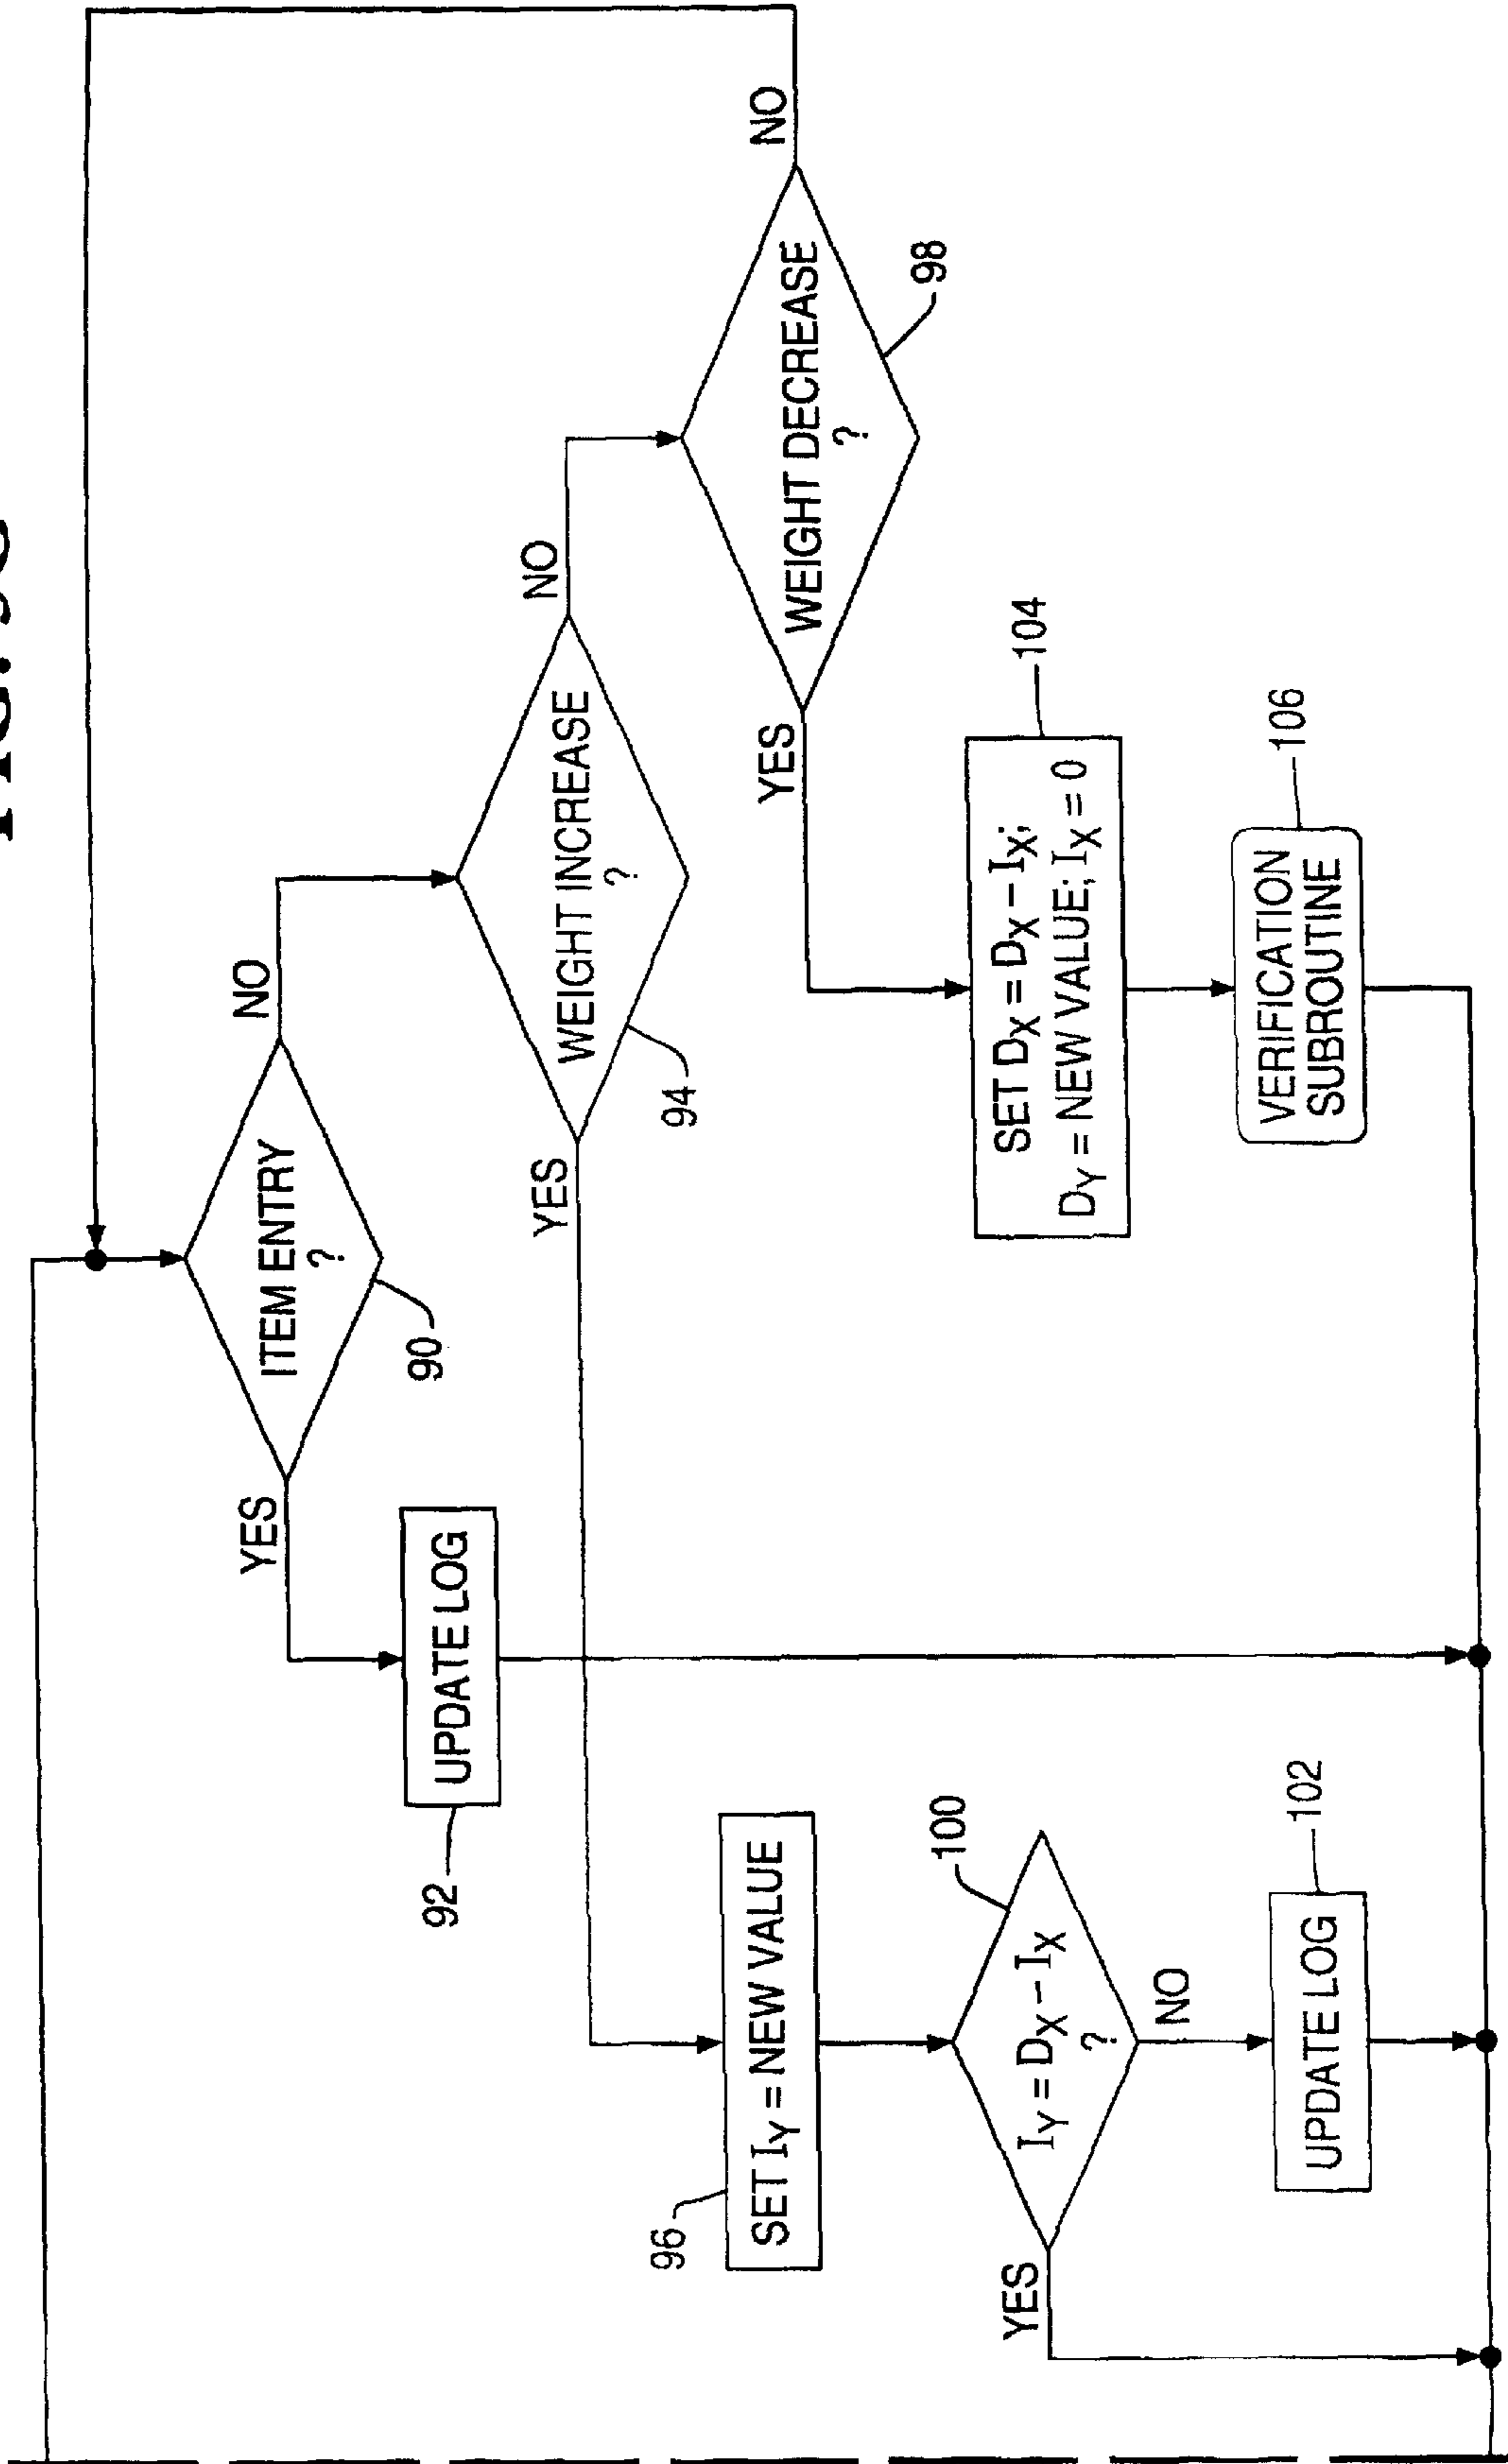 FIG.
ITEM ENTRY
?
90
YES
NO
UPDATE LOG
92
WEIGHT INCREASE
?
94
YES
NO
WEIGHT DECREASE
?
98
YES
NO
SET I_Y = NEW VALUE
96
I_Y = D_X – I_X
?
100
YES
NO
UPDATE LOG
102
SET D_X = D_X – I_X;
D_Y = NEW VALUE; I_X = 0
104
VERIFICATION
SUBROUTINE
106